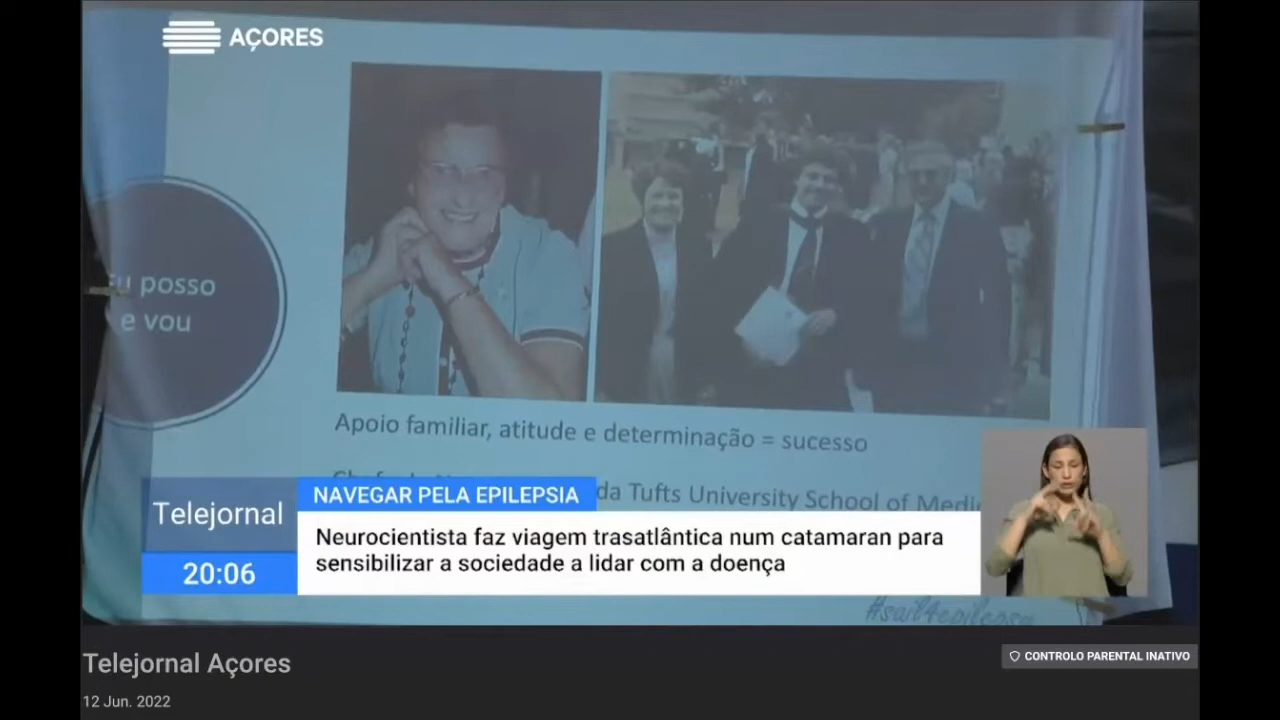 AÇORES
Eu posso
e vou
Apoio familiar, atitude e determinação = sucesso
da Tufts University School of
NAVEGAR PELA EPILEPSIA
Telejornal
Neurocientista faz viagem trasatlântica num catamaran para
sensibilizar a sociedade a lidar com a doença
20:06
#sail4epilepsy
Telejornal Açores
CONTROLO PARENTAL INATIVO
12 Jun. 2022